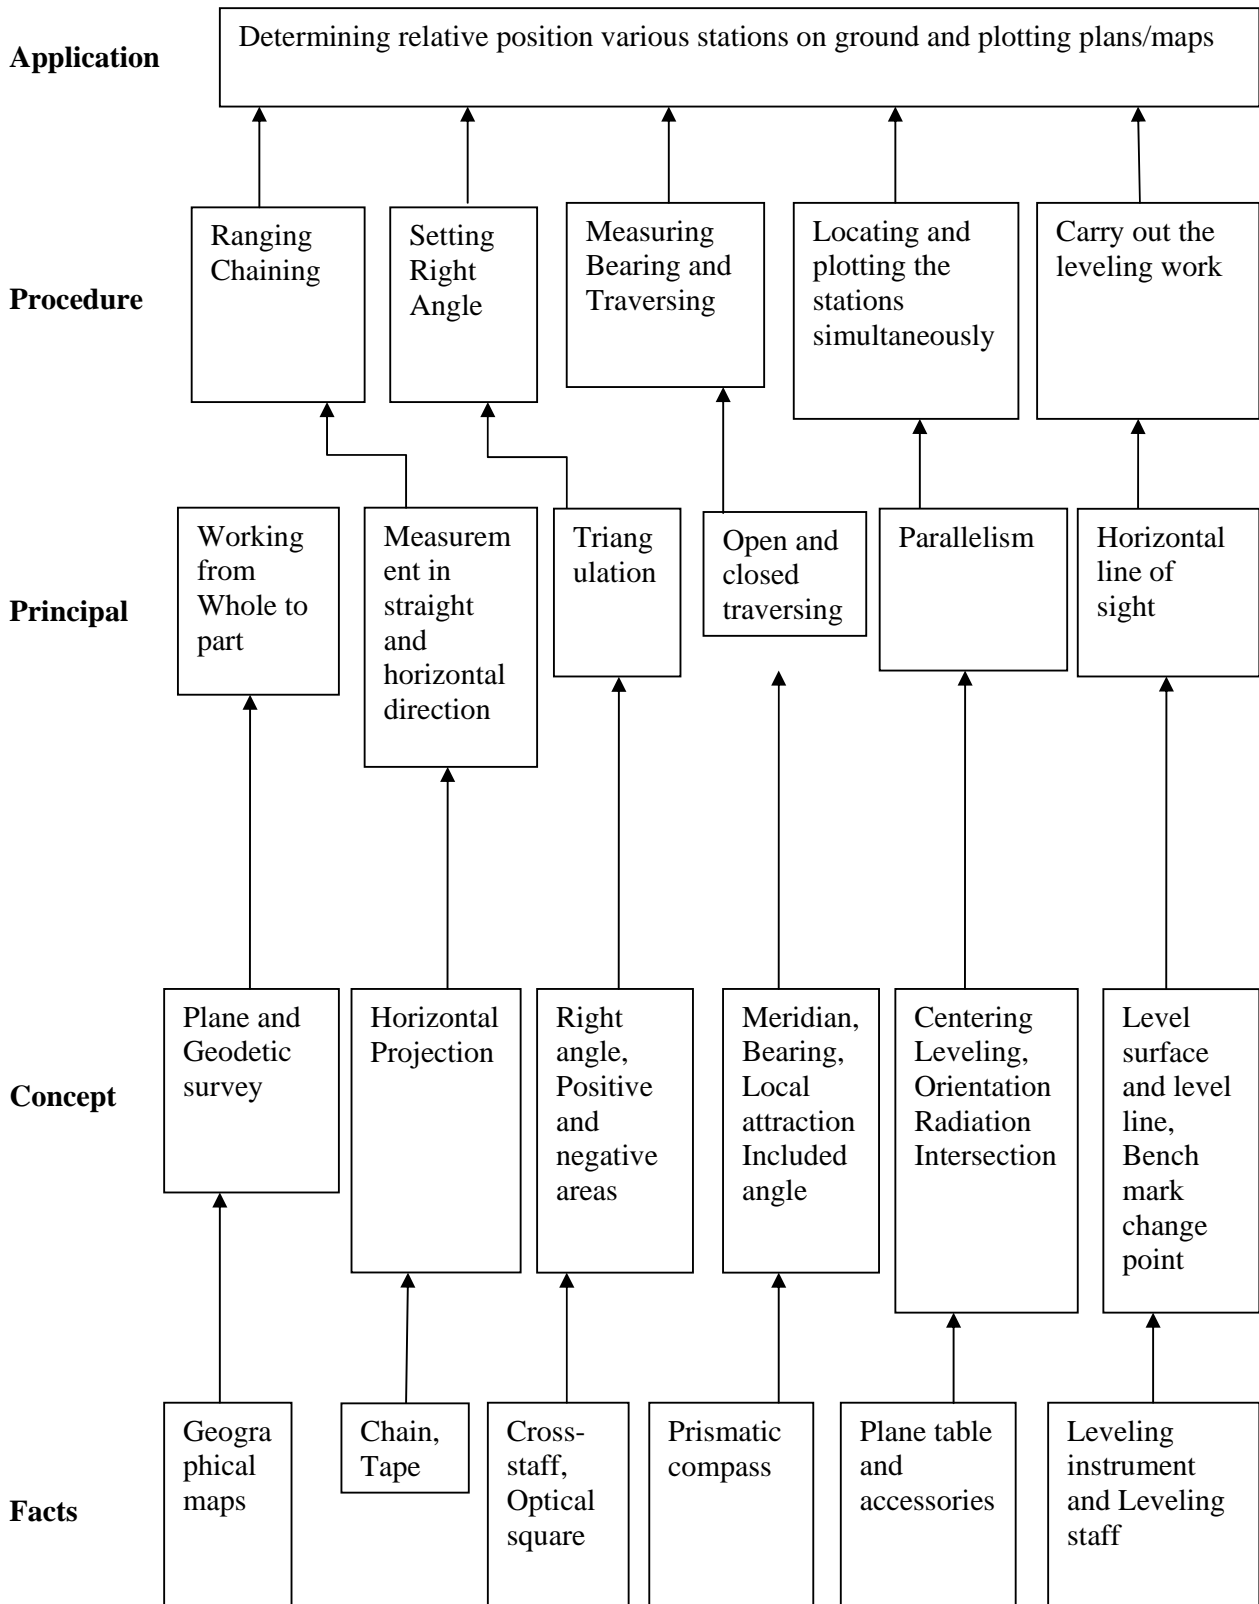 Application
Determining relative position various stations on ground and plotting plans/maps
Procedure
Ranging
Chaining
Setting
Right
Angle
Measuring
Bearing and
Traversing
Locating and
plotting the
stations
simultaneously
Carry out the
leveling work
Principal
Working
from
Whole to
part
Measurem
ent in
straight
and
horizontal
direction
Triang
ulation
Open and
closed
traversing
Parallelism
Horizontal
line of
sight
Concept
Plane and
Geodetic
survey
Horizontal
Projection
Right
angle,
Positive
and
negative
areas
Meridian,
Bearing,
Local
attraction
Included
angle
Centering
Leveling,
Orientation
Radiation
Intersection
Level
surface
and level
line,
Bench
mark
change
point
Facts
Geogra
phical
maps
Chain,
Tape
Cross-
staff,
Optical
square
Prismatic
compass
Plane table
and
accessories
Leveling
instrument
and Leveling
staff